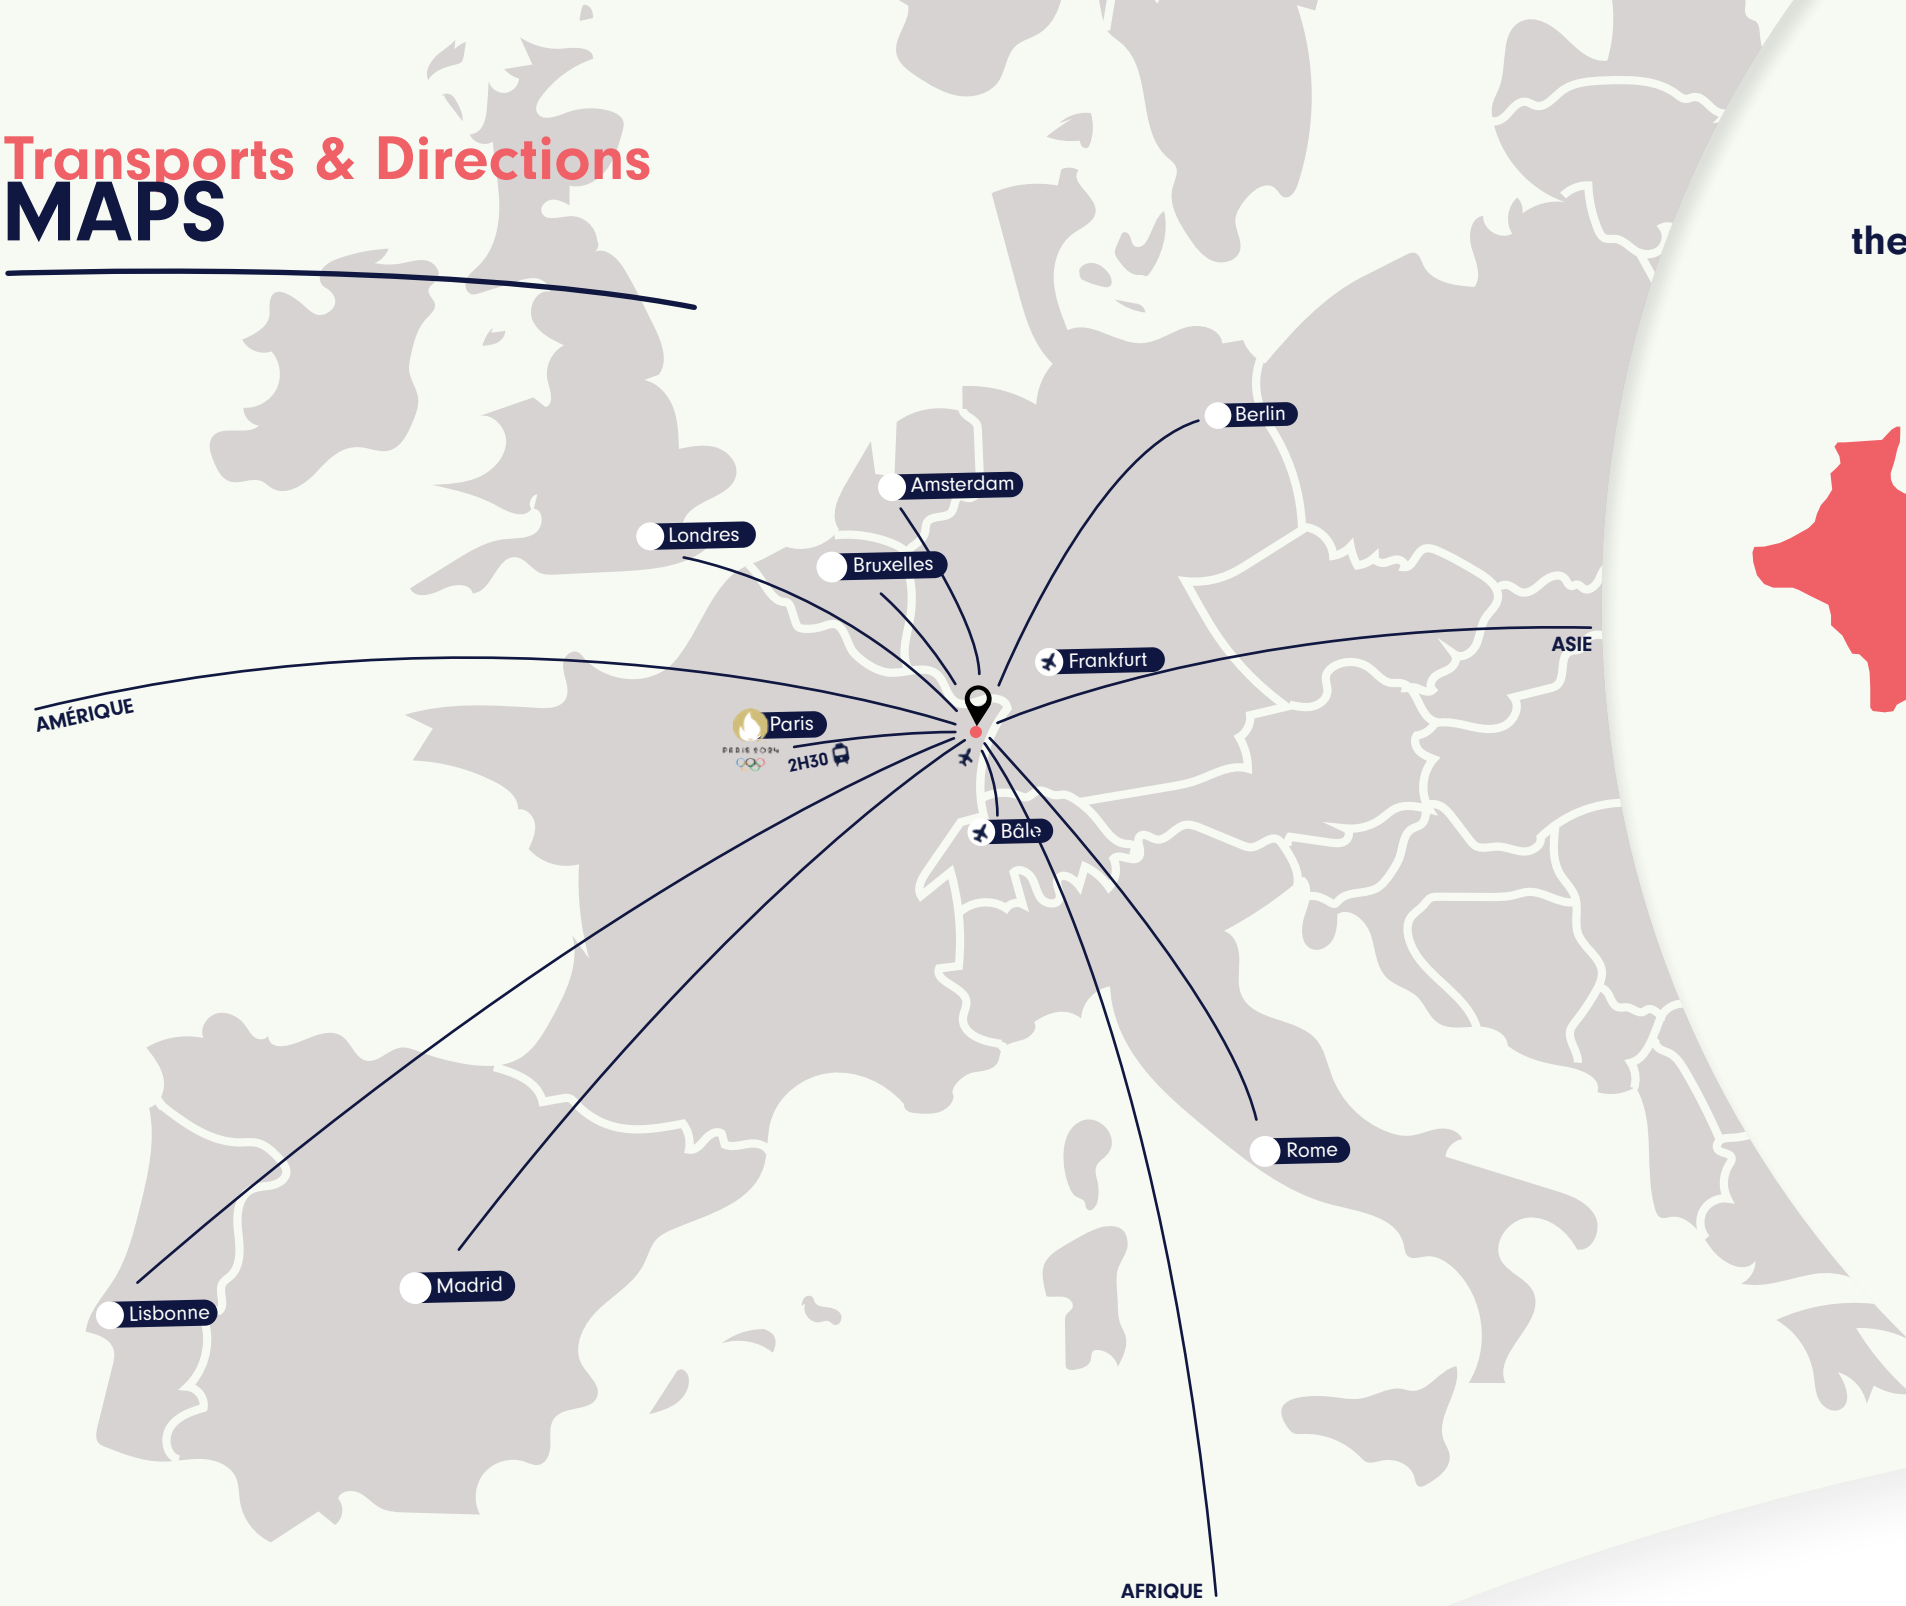 Transports & Directions
MAPS
the
Berlin
Amsterdam
Londres
Bruxelles
ASIE
Frankfurt
AMÉRIQUE
Paris
PARIS 2024
2H30
Bâle
Rome
Madrid
Lisbonne
AFRIQUE